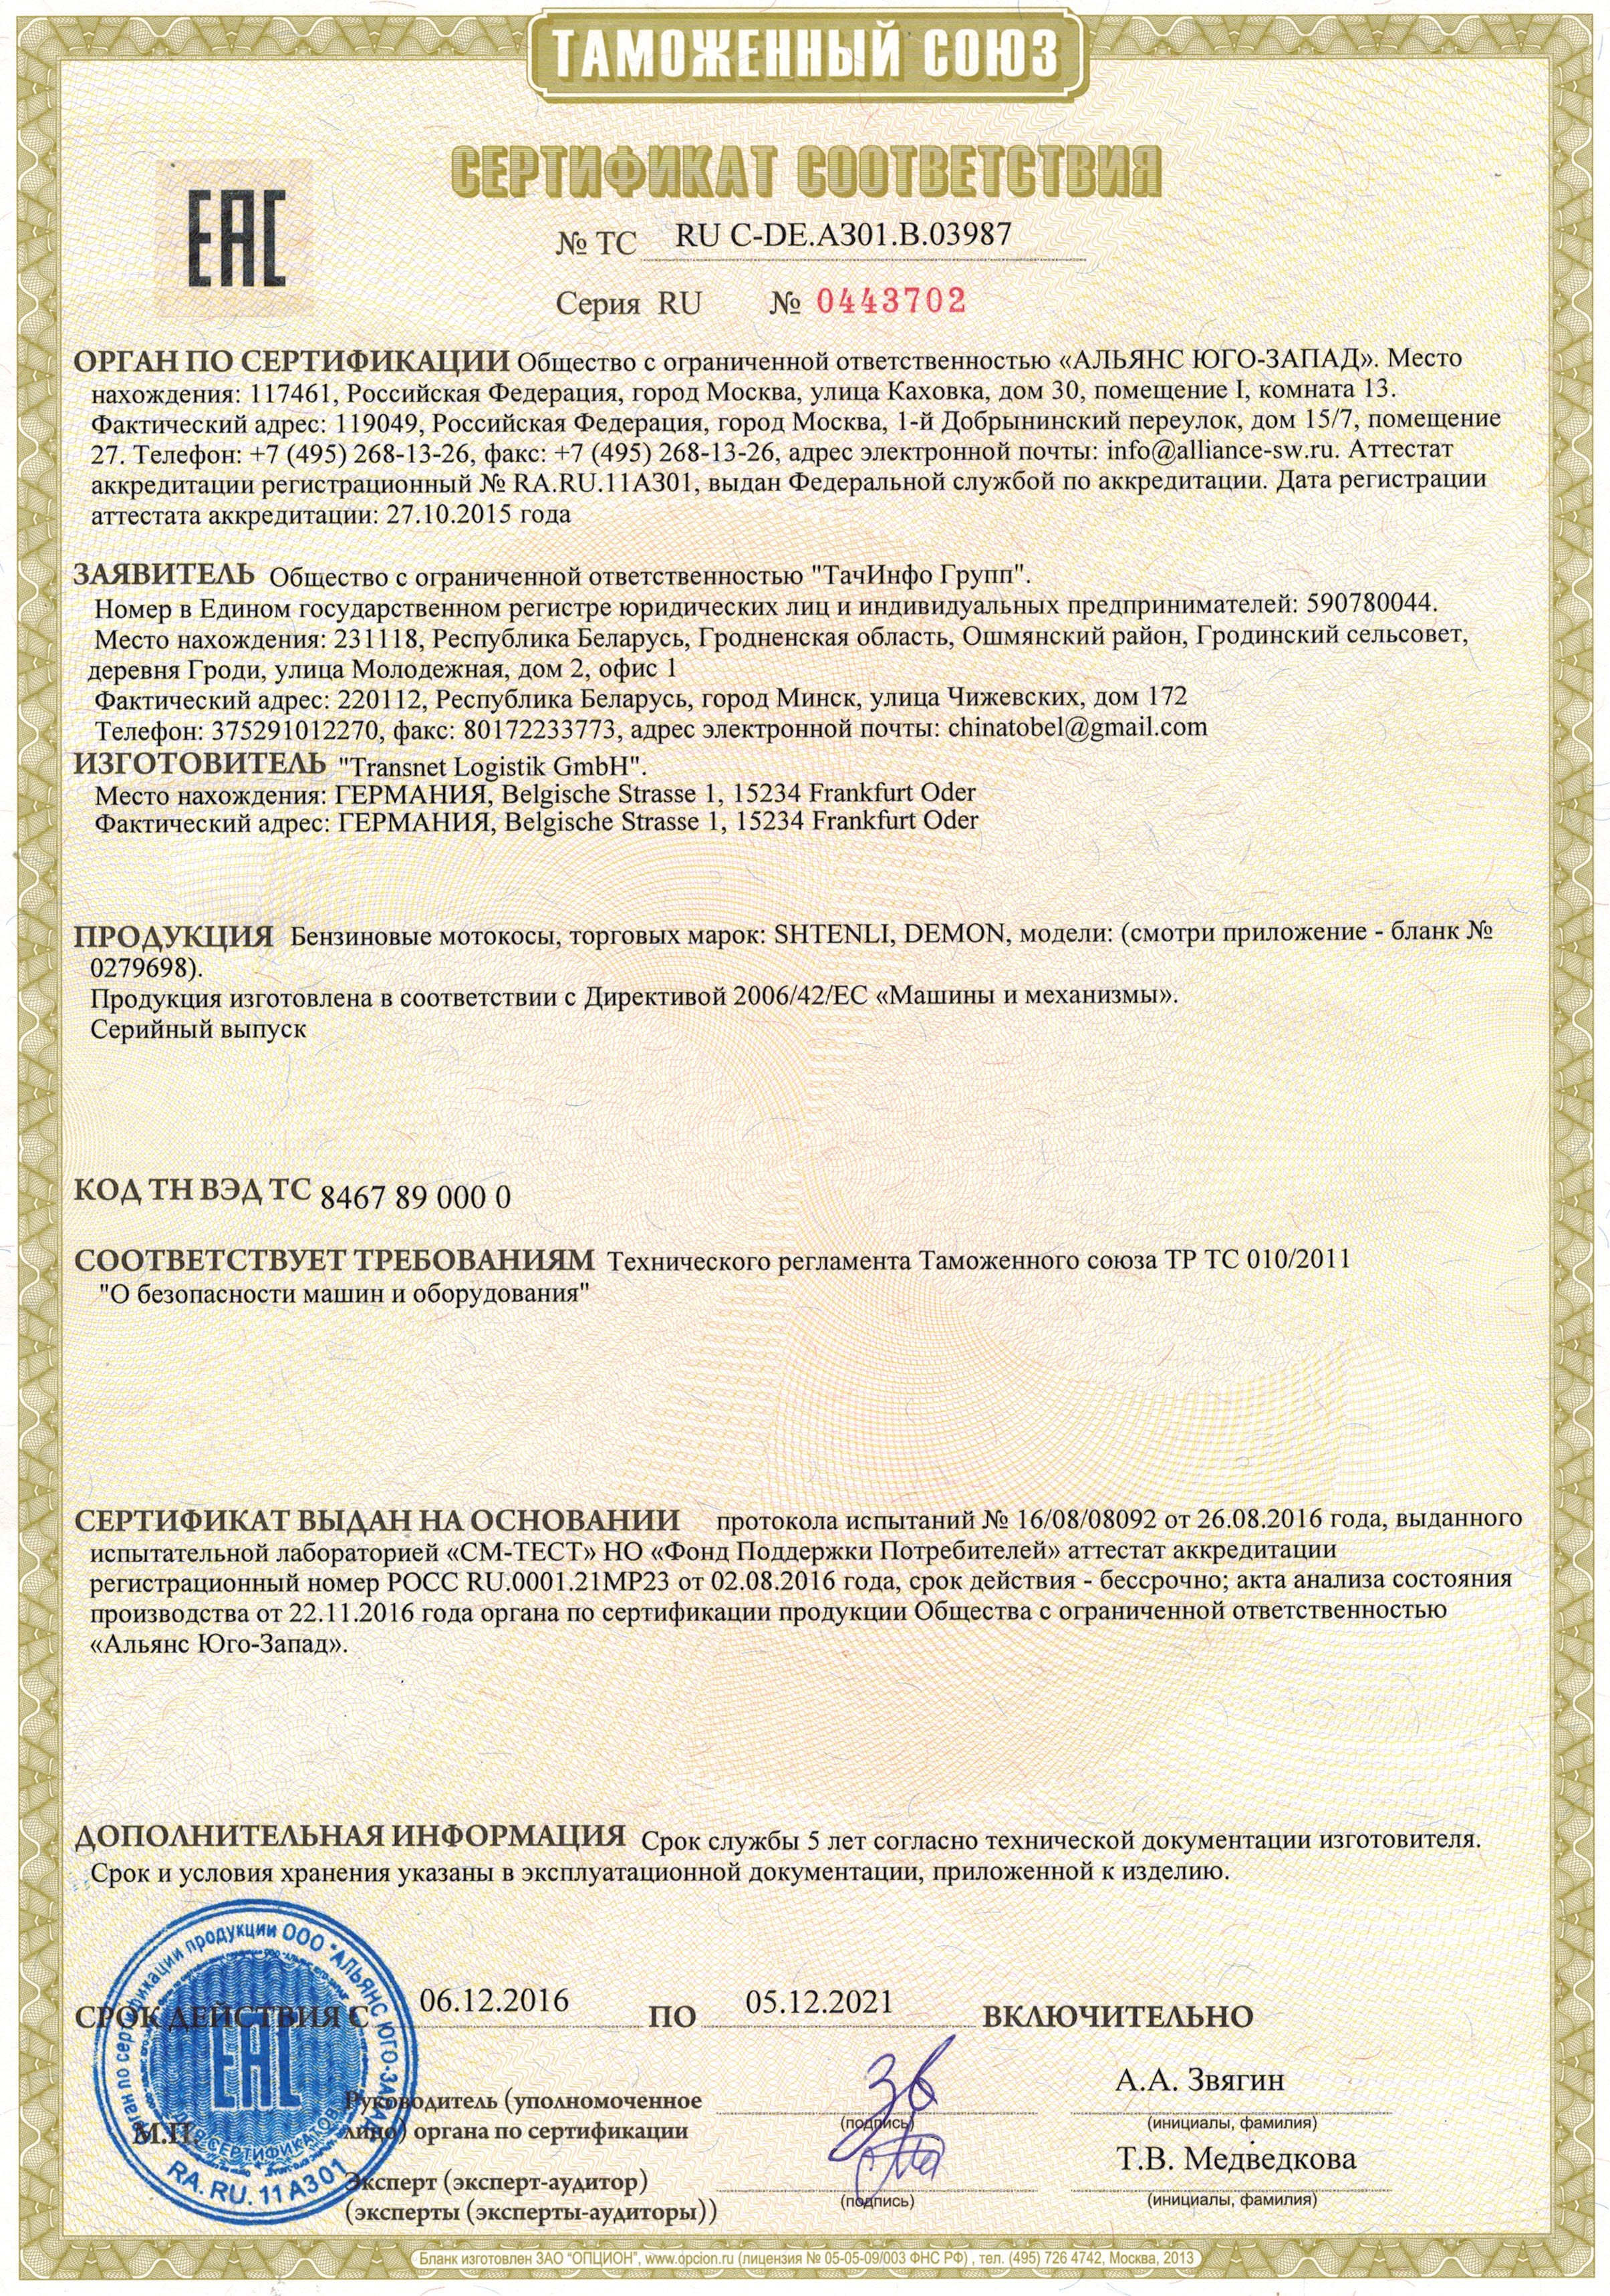 ТАМОЖЕННЫЙ СОЮЗ
СЕРТИФИКАТ СООТВЕТСТВИЯ
EAC
№ ТС RU C-DE.АЗ01.В.03987
Серия RU № 0443702
ОРГАН ПО СЕРТИФИКАЦИИ Общество с ограниченной ответственностью «АЛЬЯНС ЮГО-ЗАПАД». Место
нахождения: 117461, Российская Федерация, город Москва, улица Каховка, дом 30, помещение I, комната 13.
Фактический адрес: 119049, Российская Федерация, город Москва, 1-й Добрынинский переулок, дом 15/7, помещение
27. Телефон: +7 (495) 268-13-26, факс: +7 (495) 268-13-26, адрес электронной почты: info@alliance-sw.ru. Аттестат
аккредитации регистрационный № RA.RU.11АЗ01, выдан Федеральной службой по аккредитации. Дата регистрации
аттестата аккредитации: 27.10.2015 года
ЗАЯВИТЕЛЬ Общество с ограниченной ответственностью "ТачИнфо Групп".
Номер в Едином государственном регистре юридических лиц и индивидуальных предпринимателей: 590780044.
Место нахождения: 231118, Республика Беларусь, Гродненская область, Ошмянский район, Гродинский сельсовет,
деревня Гроди, улица Молодежная, дом 2, офис 1
Фактический адрес: 220112, Республика Беларусь, город Минск, улица Чижевских, дом 172
Телефон: 375291012270, факс: 80172233773, адрес электронной почты: chinatobel@gmail.com
ИЗГОТОВИТЕЛЬ "Transnet Logistik GmbH".
Место нахождения: ГЕРМАНИЯ, Belgische Strasse 1, 15234 Frankfurt Oder
Фактический адрес: ГЕРМАНИЯ, Belgische Strasse 1, 15234 Frankfurt Oder
ПРОДУКЦИЯ Бензиновые мотокосы, торговых марок: SHTENLI, DEMON, модели: (смотри приложение - бланк №
0279698).
Продукция изготовлена в соответствии с Директивой 2006/42/ЕС «Машины и механизмы».
Серийный выпуск
КОД ТН ВЭД ТС 8467 89 000 0
СООТВЕТСТВУЕТ ТРЕБОВАНИЯМ Технического регламента Таможенного союза ТР ТС 010/2011
"О безопасности машин и оборудования"
СЕРТИФИКАТ ВЫДАН НА ОСНОВАНИИ протокола испытаний № 16/08/08092 от 26.08.2016 года, выданного
испытательной лабораторией «СМ-ТЕСТ» НО «Фонд Поддержки Потребителей» аттестат аккредитации
регистрационный номер РОСС RU.0001.21МР23 от 02.08.2016 года, срок действия - бессрочно; акта анализа состояния
производства от 22.11.2016 года органа по сертификации продукции Общества с ограниченной ответственностью
«Альянс Юго-Запад».
ДОПОЛНИТЕЛЬНАЯ ИНФОРМАЦИЯ Срок службы 5 лет согласно технической документации изготовителя.
Срок и условия хранения указаны в эксплуатационной документации, приложенной к изделию.
СРОК ДЕЙСТВИЯ С 06.12.2016 ПО 05.12.2021 ВКЛЮЧИТЕЛЬНО
Орган по сертификации продукции ООО "АЛЬЯНС ЮГО-ЗАПАД"
EAC
ДЛЯ СЕРТИФИКАТОВ
RA.RU.11АЗ01
М.П.
Руководитель (уполномоченное
лицо) органа по сертификации
(подпись)
А.А. Звягин
(инициалы, фамилия)
Эксперт (эксперт-аудитор)
(эксперты (эксперты-аудиторы))
(подпись)
Т.В. Медведкова
(инициалы, фамилия)
Бланк изготовлен ЗАО "ОПЦИОН", www.opcion.ru (лицензия № 05-05-09/003 ФНС РФ) , тел. (495) 726 4742, Москва, 2013